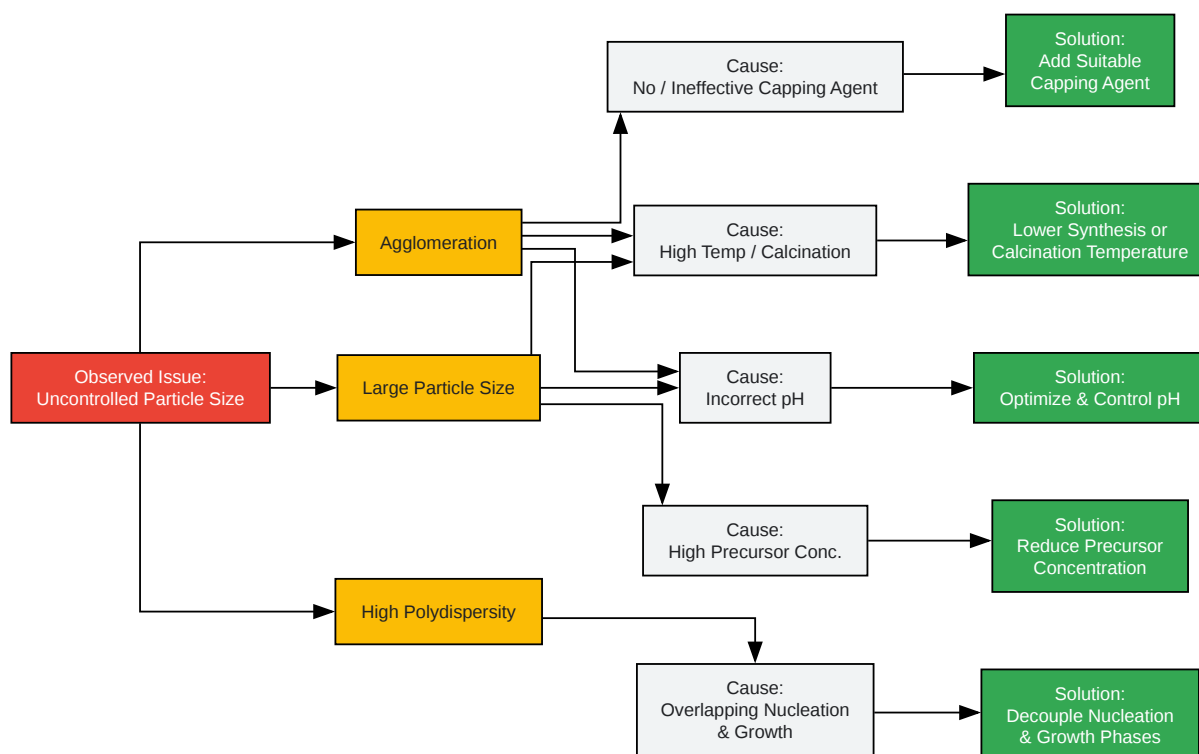 Observed Issue:
Uncontrolled Particle Size
Agglomeration
Large Particle Size
High Polydispersity
Cause:
No / Ineffective Capping Agent
Cause:
High Temp / Calcination
Cause:
Incorrect pH
Cause:
High Precursor Conc.
Cause:
Overlapping Nucleation
& Growth
Solution:
Add Suitable
Capping Agent
Solution:
Lower Synthesis or
Calcination Temperature
Solution:
Optimize & Control pH
Solution:
Reduce Precursor
Concentration
Solution:
Decouple Nucleation
& Growth Phases